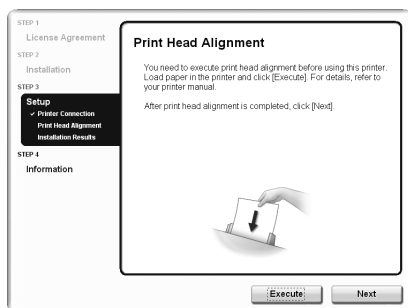 STEP 1
License Agreement
STEP 2
Installation
STEP 3
Setup
✓ Printer Connection
Print Head Alignment
Installation Results
STEP 4
Information
Print Head Alignment
You need to execute print head alignment before using this printer.
Load paper in the printer and click [Execute]. For details, refer to
your printer manual.
After print head alignment is completed, click [Next].
Execute
Next